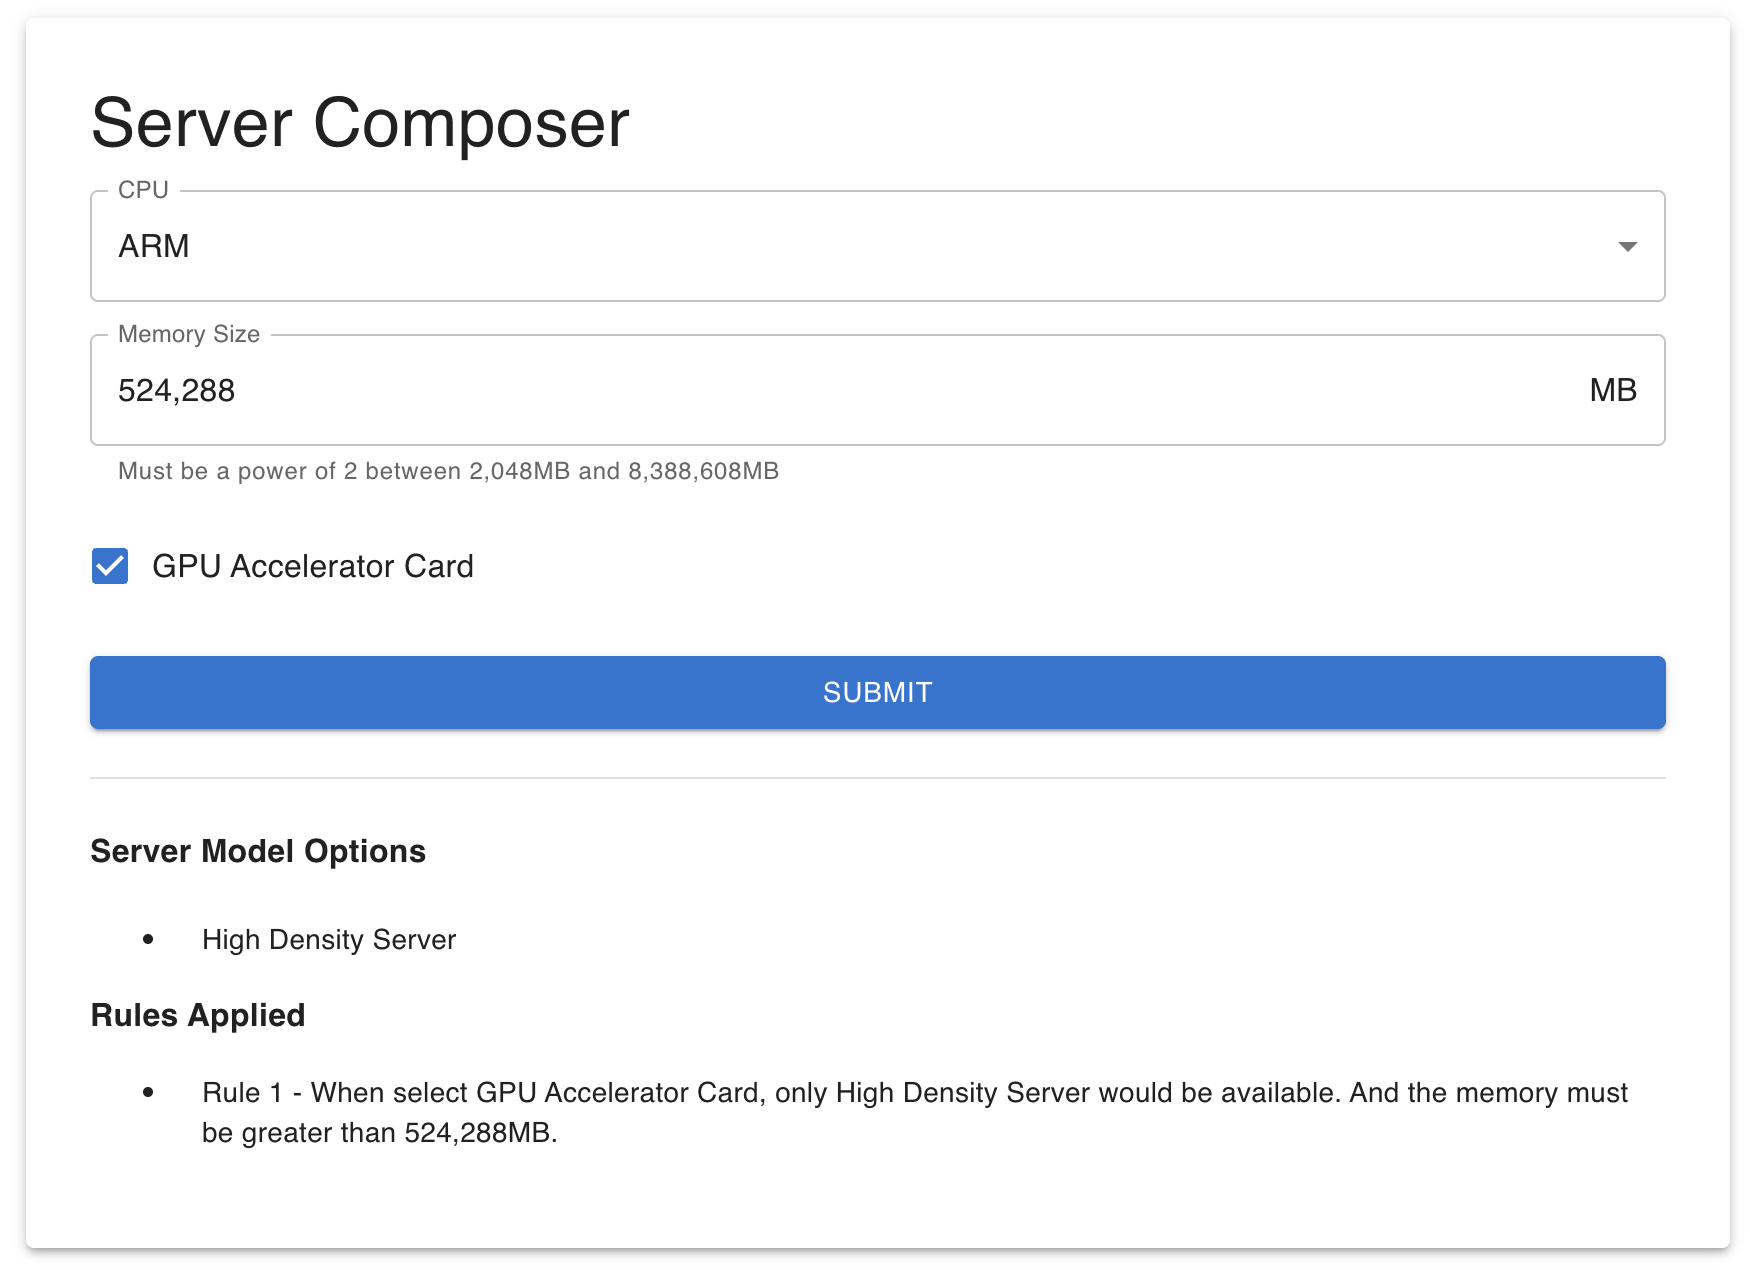 Server Composer
CPU
ARM
Memory Size
524,288 MB
Must be a power of 2 between 2,048MB and 8,388,608MB
GPU Accelerator Card
SUBMIT
Server Model Options
• High Density Server
Rules Applied
• Rule 1 - When select GPU Accelerator Card, only High Density Server would be available. And the memory must
be greater than 524,288MB.